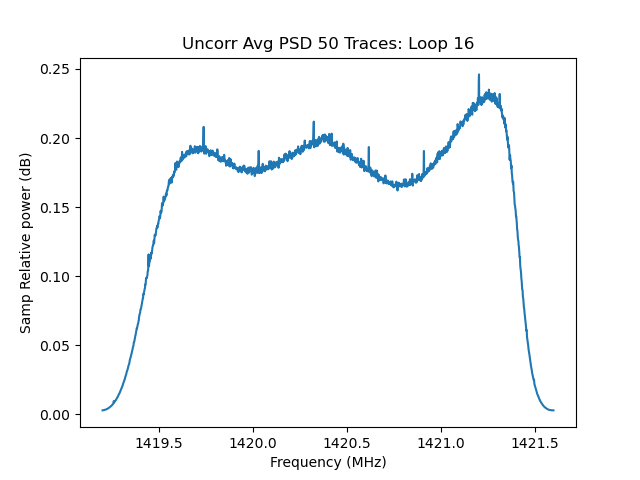 Uncorr Avg PSD 50 Traces: Loop 16
0.25
0.20
0.15
0.10
0.05
0.00
Samp Relative power (dB)
1419.5 1420.0 1420.5 1421.0 1421.5
Frequency (MHz)